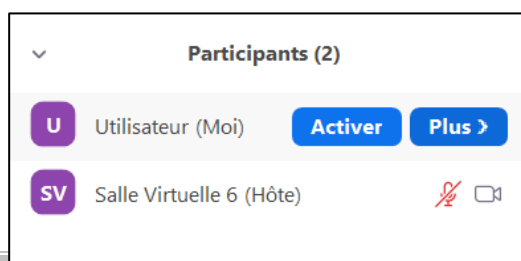 Participants (2)
U Utilisateur (Moi) Activer Plus >
SV Salle Virtuelle 6 (Hôte)